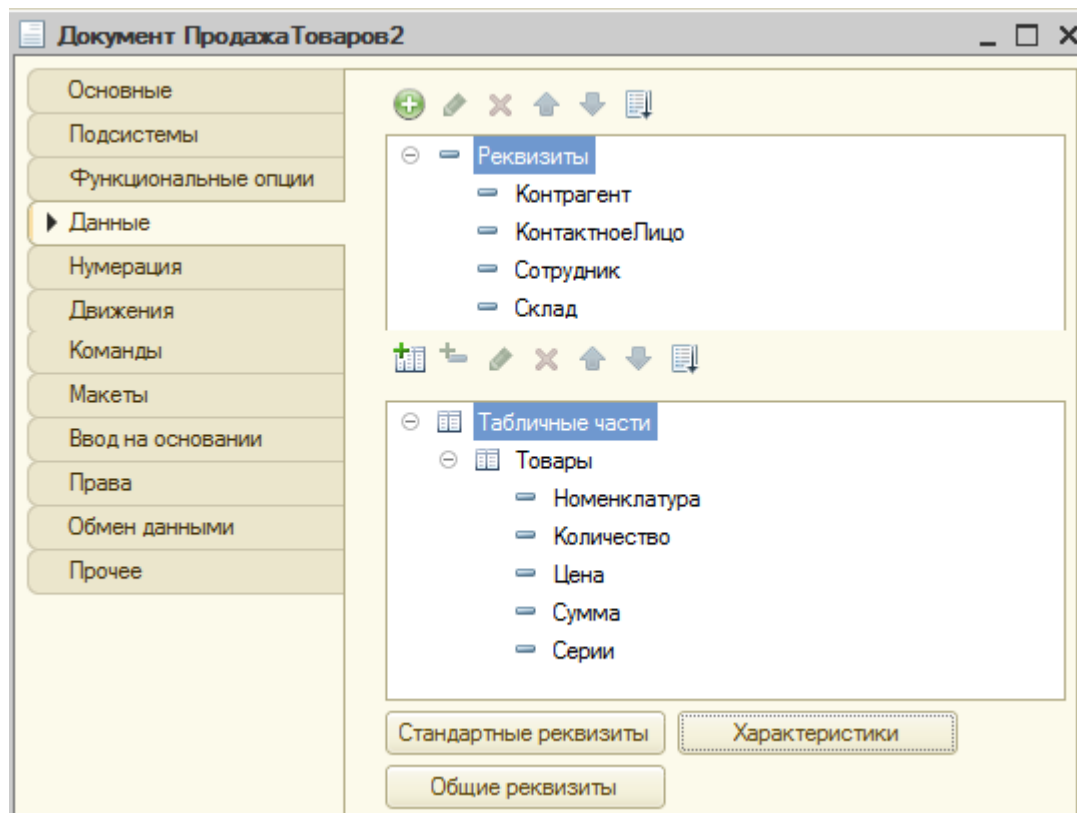 Документ ПродажаТоваров2
Основные
Подсистемы
Функциональные опции
Данные
Нумерация
Движения
Команды
Макеты
Ввод на основании
Права
Обмен данными
Прочее
Реквизиты
Контрагент
КонтактноеЛицо
Сотрудник
Склад
Табличные части
Товары
Номенклатура
Количество
Цена
Сумма
Серии
Стандартные реквизиты
Характеристики
Общие реквизиты